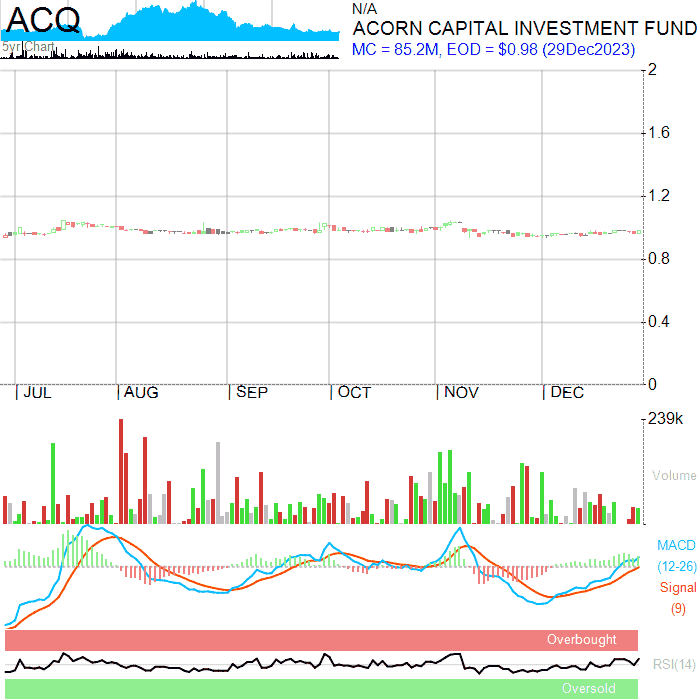 ACQ
5yr Chart
N/A
ACORN CAPITAL INVESTMENT FUND
MC = 85.2M, EOD = $0.98 (29Dec2023)
2
1.6
1.2
0.8
0.4
0
JUL AUG SEP OCT NOV DEC
239k
Volume
MACD
(12-26)
Signal
(9)
Overbought
RSI(14)
Oversold